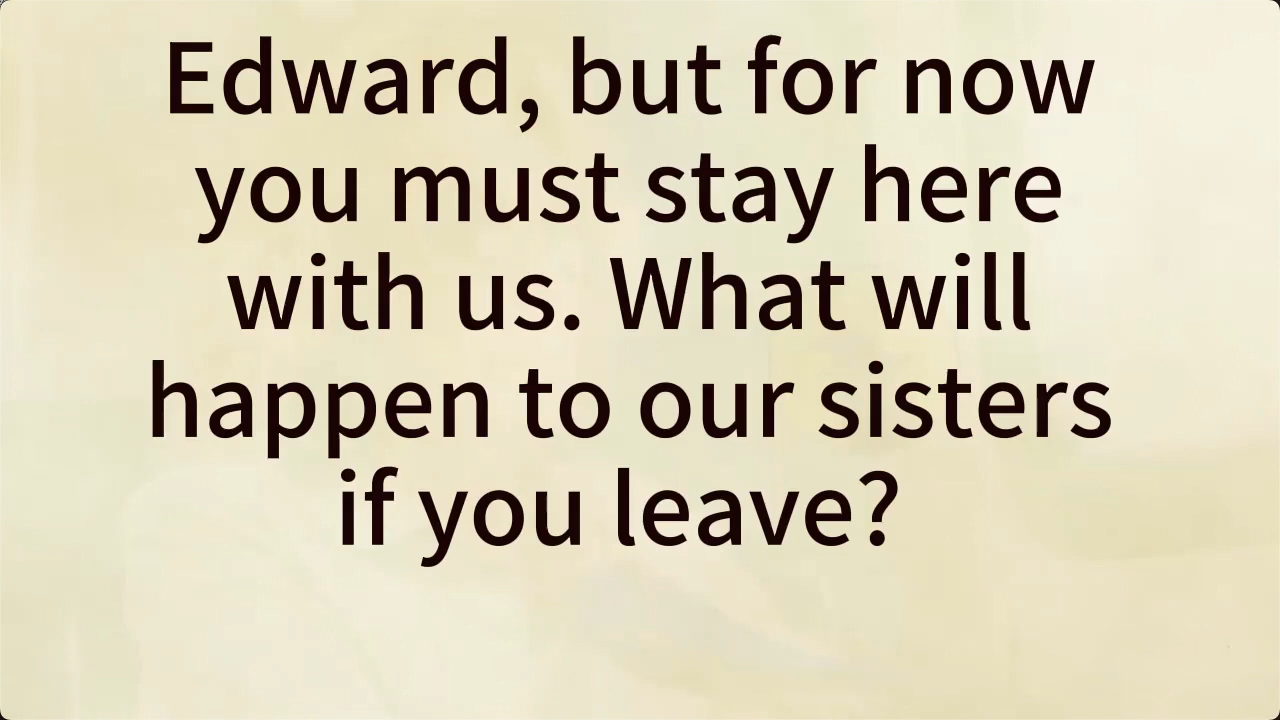 Edward, but for now
you must stay here
with us. What will
happen to our sisters
if you leave?